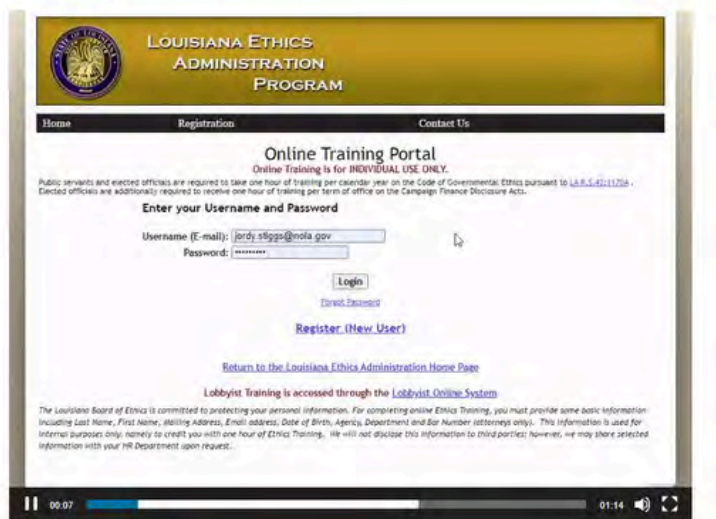 LOUISIANA ETHICS
ADMINISTRATION
PROGRAM
Home Registration Contact Us
Online Training Portal
Online Training is for INDIVIDUAL USE ONLY.
Public servants and elected officials are required to take one hour of training per calendar year on the Code of Governmental Ethics pursuant to LA R.S.42:1170A .
Elected officials are additionally required to receive one hour of training per term of office on the Campaign Finance Disclosure Acts.
Enter your Username and Password
Username (E-mail): jordy.stiggs@nola.gov
Password: •••••••••
Login
Forgot Password
Register (New User)
Return to the Louisiana Ethics Administration Home Page
Lobbyist Training is accessed through the Lobbyist Online System
The Louisiana Board of Ethics is committed to protecting your personal information. For completing online Ethics Training, you must provide some basic information
including Last Name, First Name, Mailing Address, Email address, Date of Birth, Agency, Department and Bar Number (attorneys only). This information is used for
internal purposes only, namely to credit you with one hour of Ethics Training. We will not disclose this information to third parties; however, we may share selected
information with your HR Department upon request.
00:07 01:14